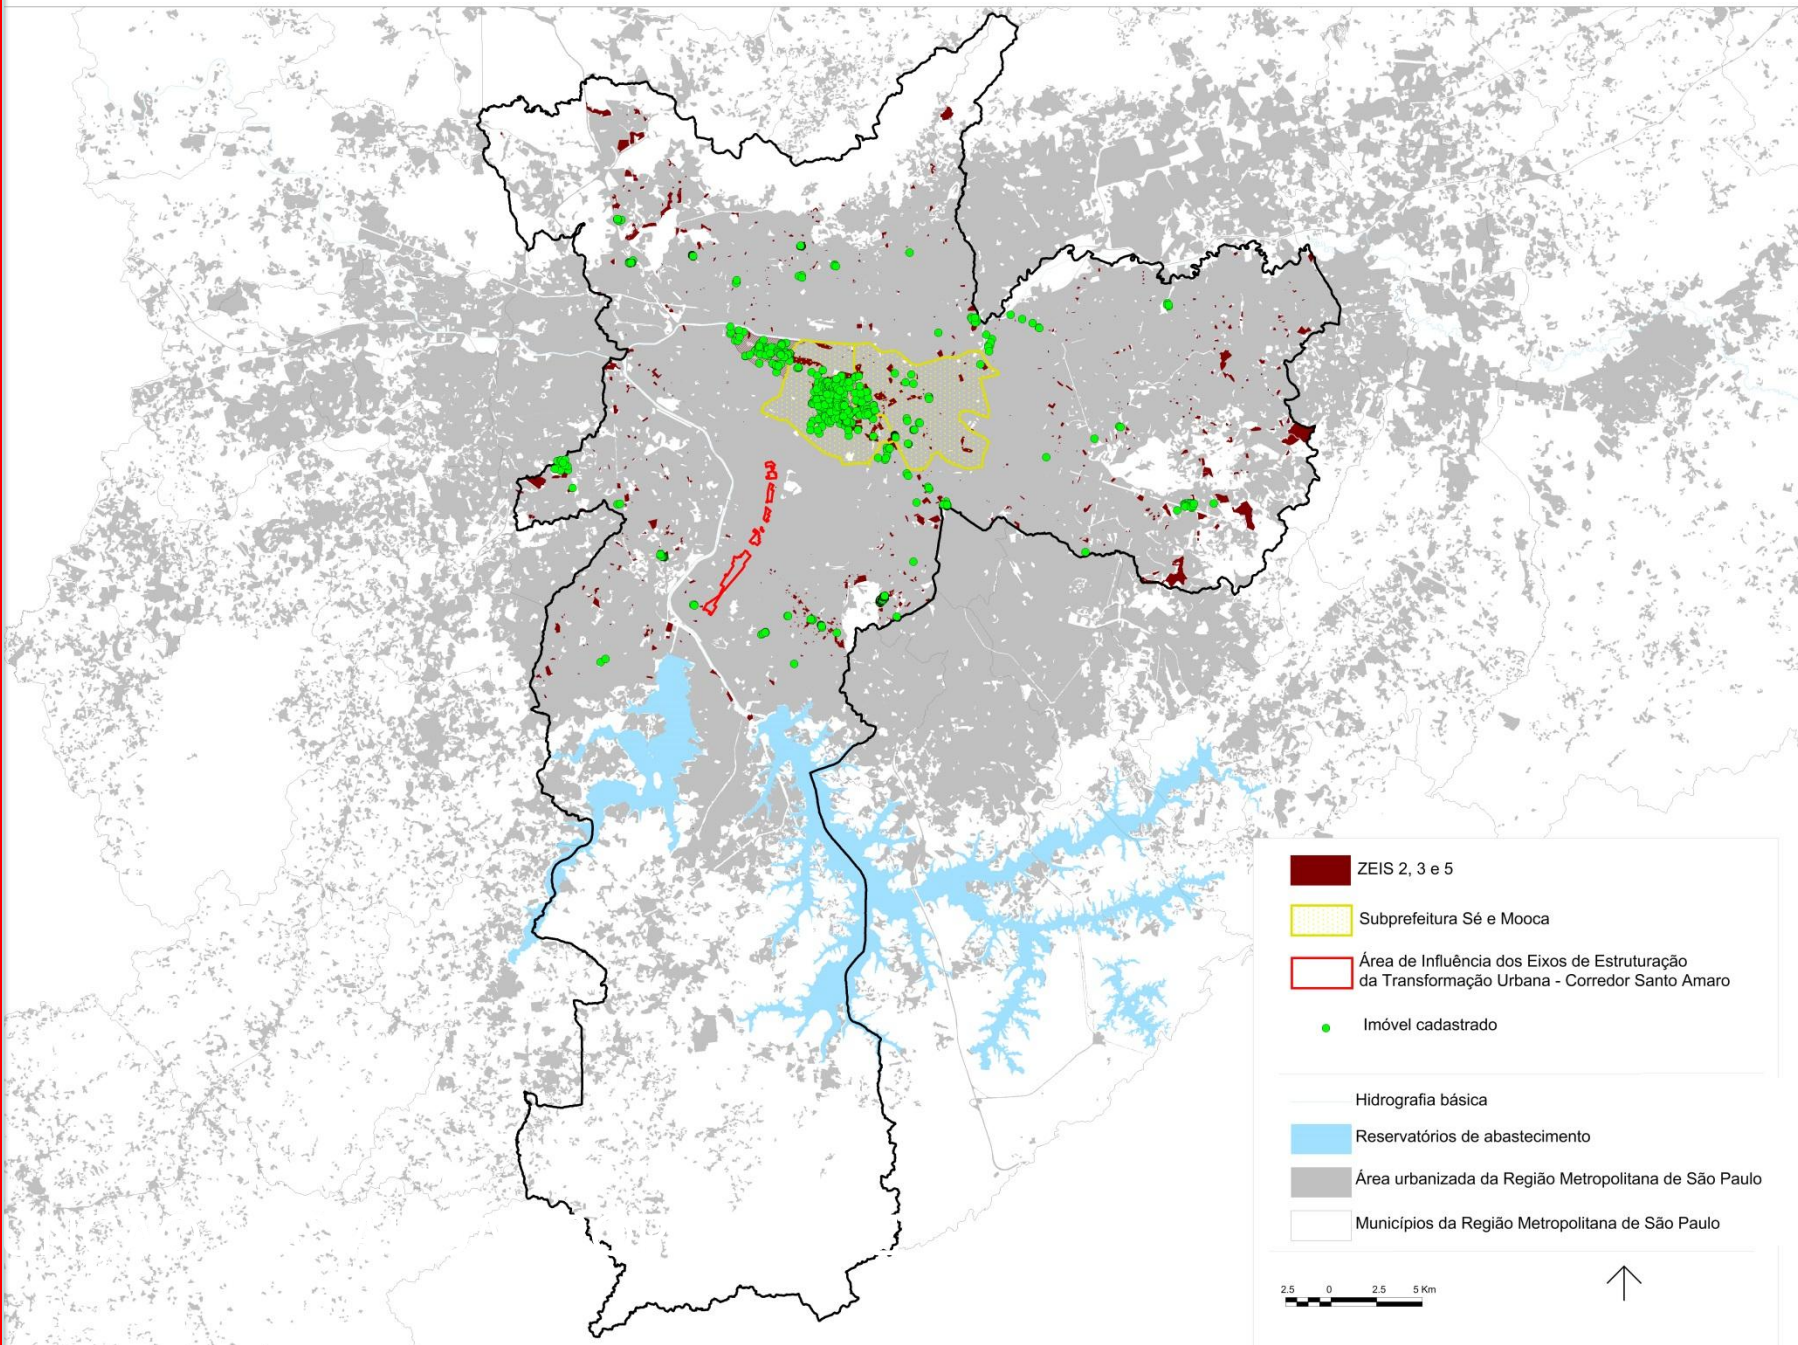 ZEIS 2, 3 e 5
Subprefeitura Sé e Mooca
Área de Influência dos Eixos de Estruturação
da Transformação Urbana - Corredor Santo Amaro
Imóvel cadastrado
Hidrografia básica
Reservatórios de abastecimento
Área urbanizada da Região Metropolitana de São Paulo
Municípios da Região Metropolitana de São Paulo
2.5 0 2.5 5 Km